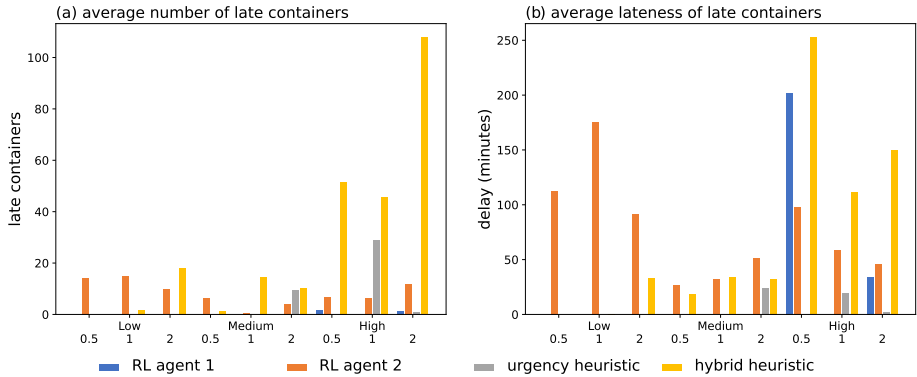 (a) average number of late containers
late containers
100
80
60
40
20
0
Low Medium High
0.5 1 2 0.5 1 2 0.5 1 2
(b) average lateness of late containers
delay (minutes)
250
200
150
100
50
0
Low Medium High
0.5 1 2 0.5 1 2 0.5 1 2
RL agent 1 RL agent 2 urgency heuristic hybrid heuristic